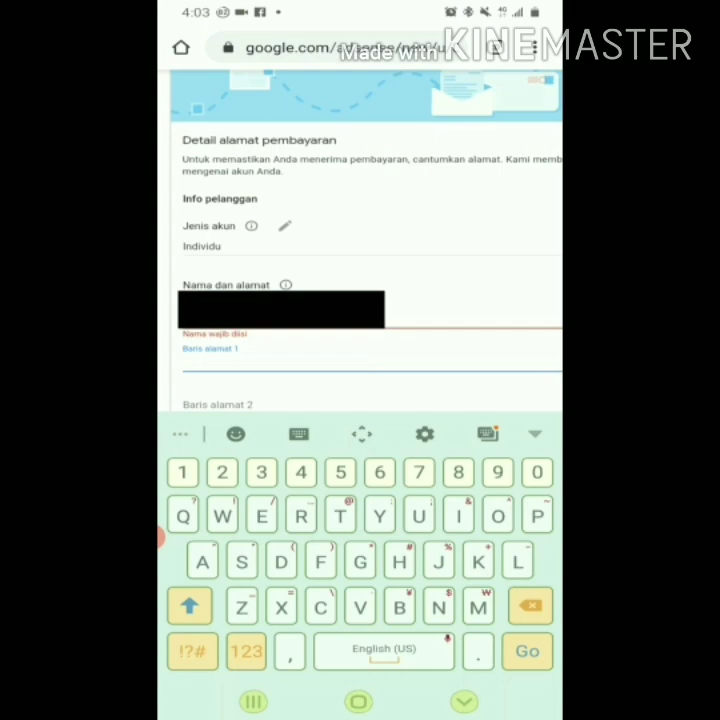 4:03
Made with KINEMASTER
google.com/adsense/new/u
Detail alamat pembayaran
Untuk memastikan Anda menerima pembayaran, cantumkan alamat. Kami memb
mengenai akun Anda.
Info pelanggan
Jenis akun
Individu
Nama dan alamat
Nama wajib diisi
Baris alamat 1
Baris alamat 2
1 2 3 4 5 6 7 8 9 0
Q W E R T Y U I O P
A S D F G H J K L
Z X C V B N M
!?# 123 , English (US) . Go